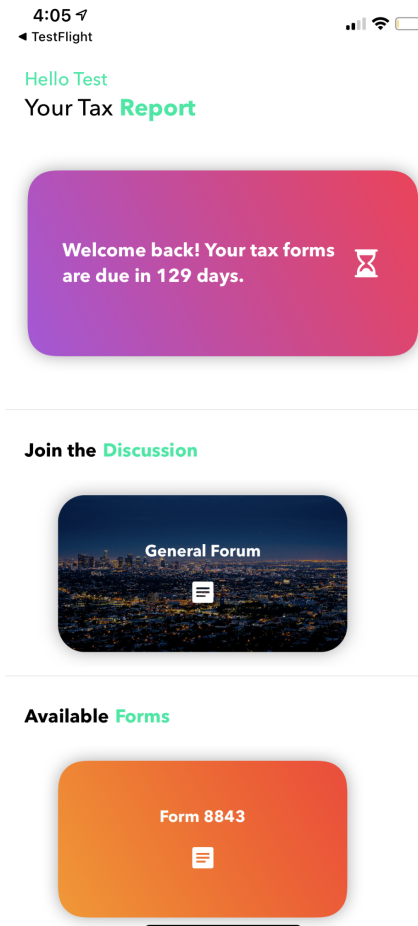 4:05
◀ TestFlight
Hello Test
Your Tax Report
Welcome back! Your tax forms
are due in 129 days.
Join the Discussion
General Forum
Available Forms
Form 8843